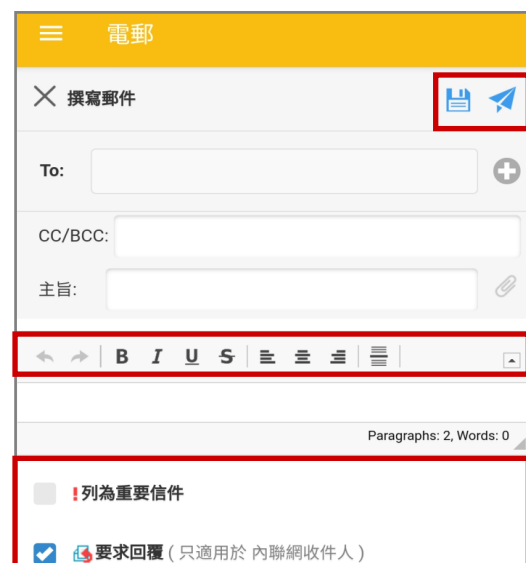 電郵
撰寫郵件
To:
CC/BCC:
主旨:
B I U S
Paragraphs: 2, Words: 0
!列為重要信件
要求回覆 ( 只適用於 內聯網收件人 )